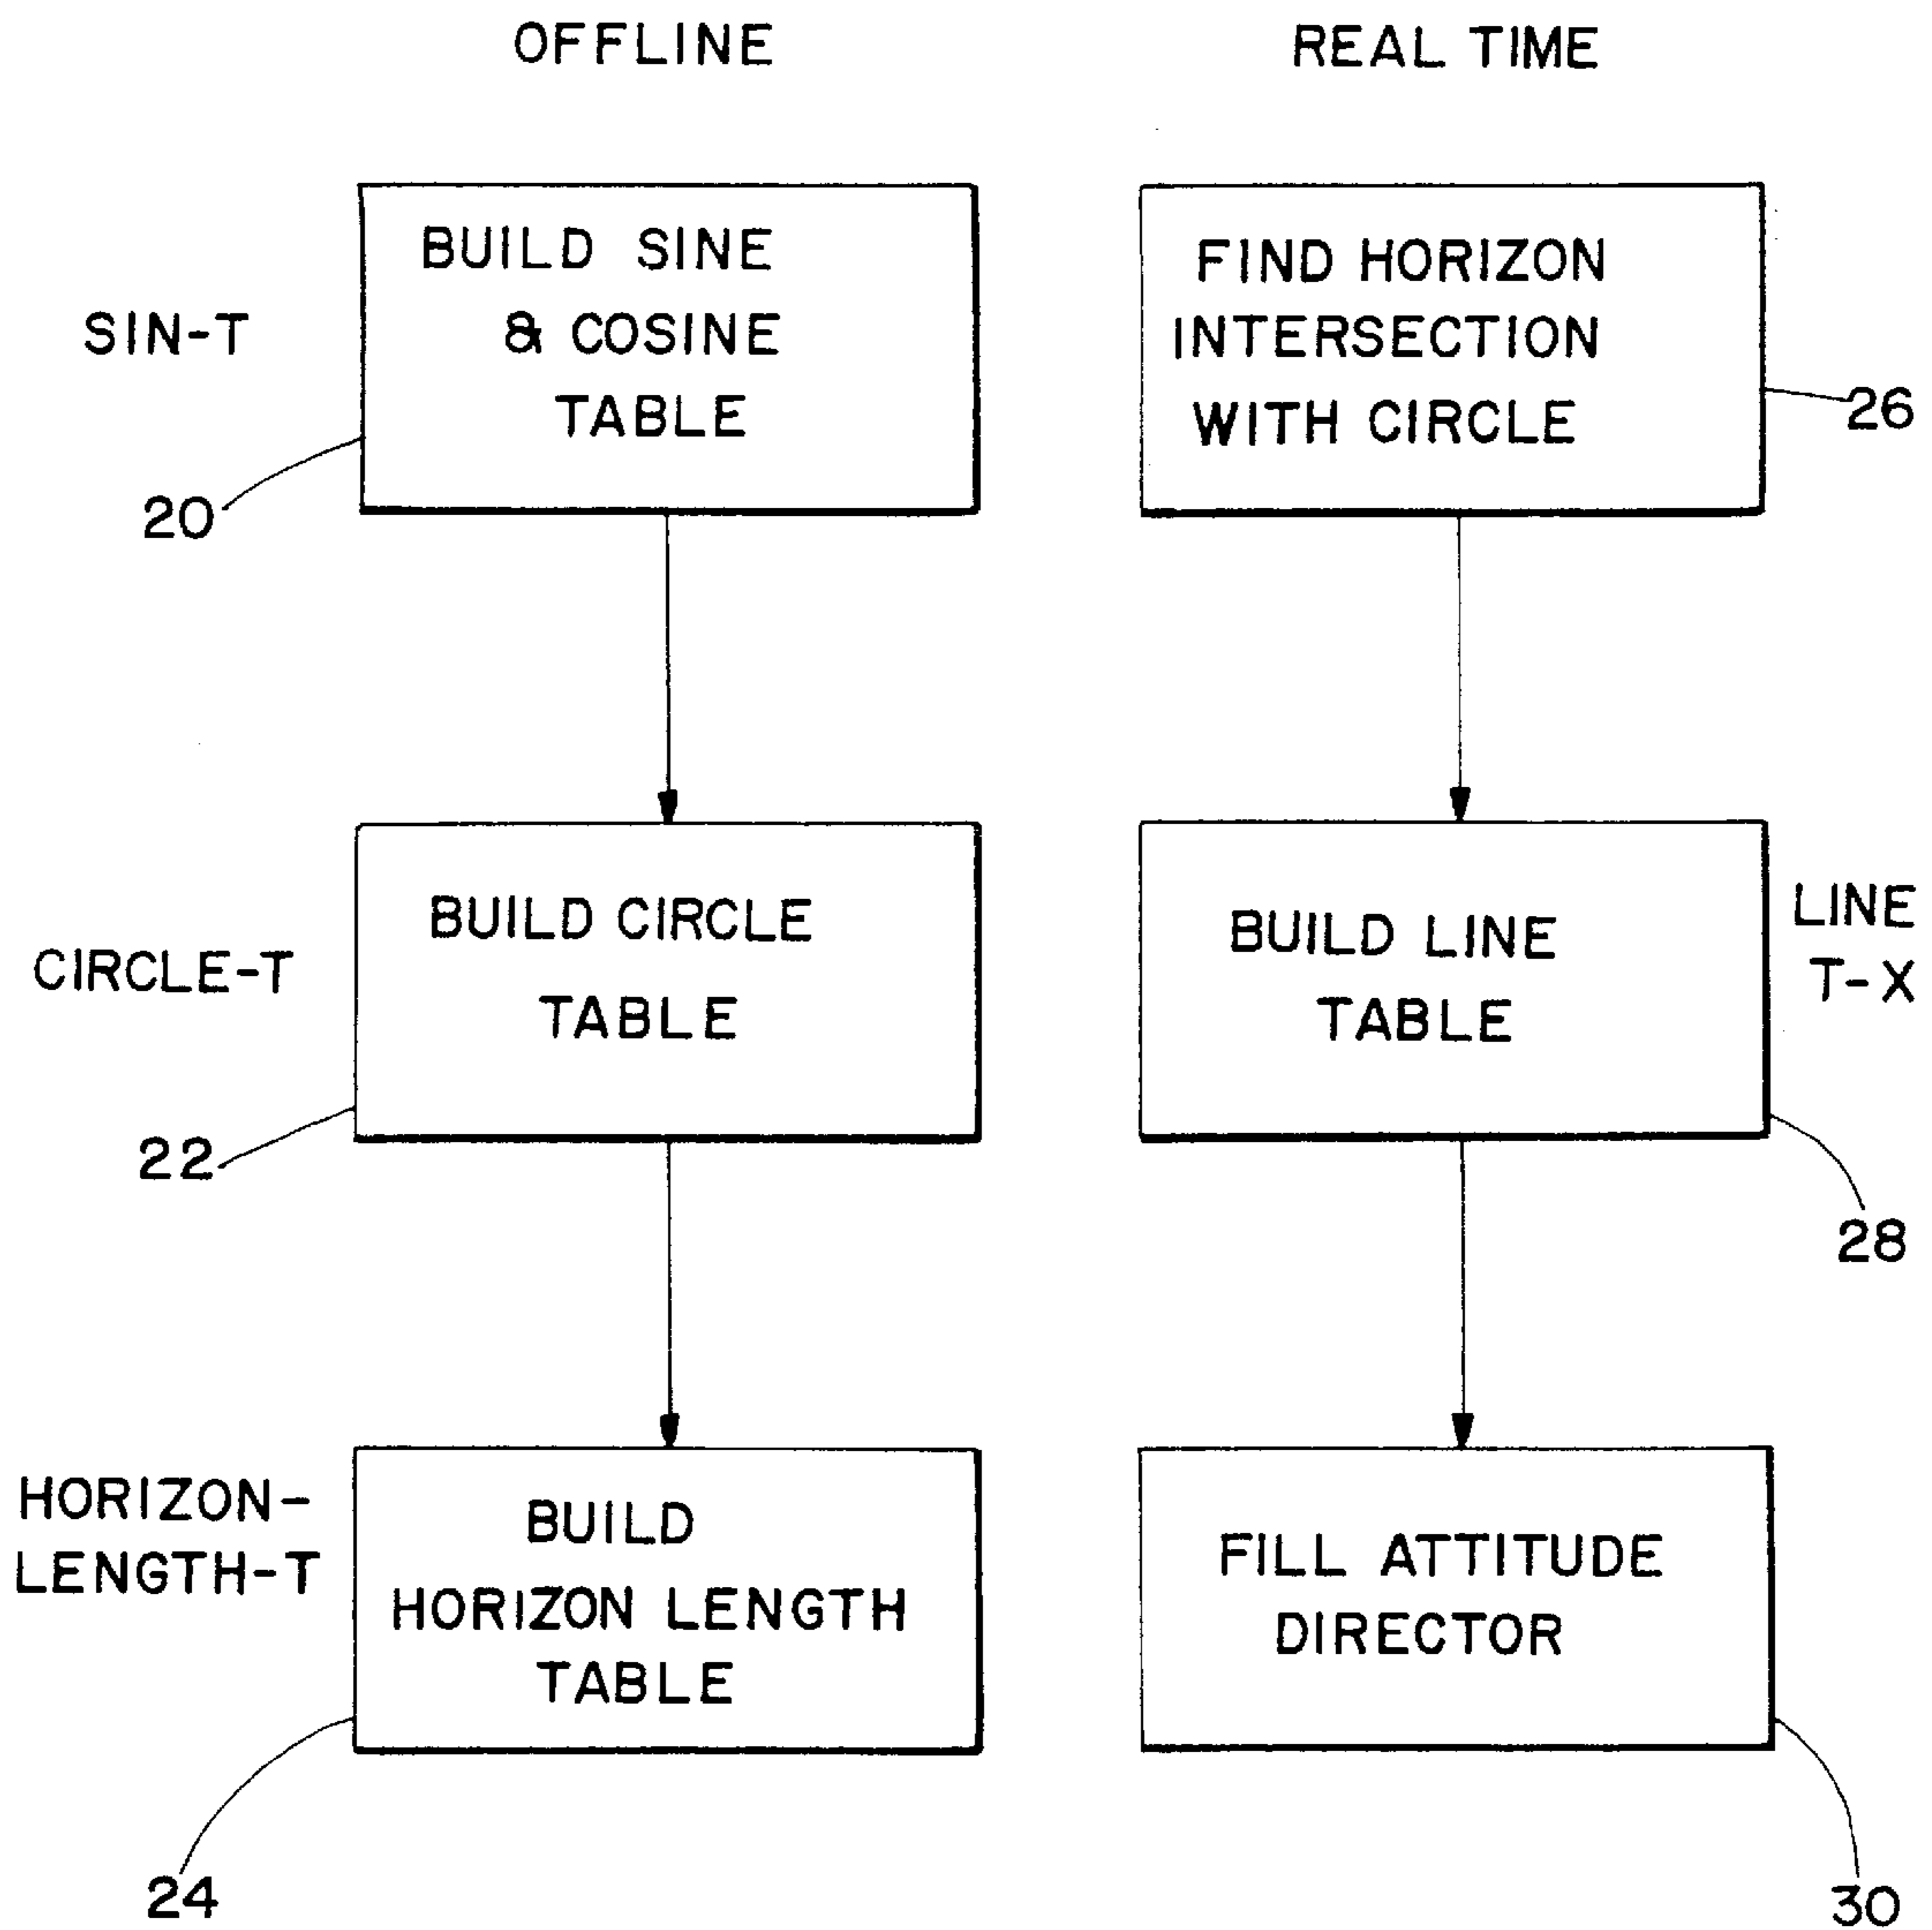 OFFLINE
SIN-T
BUILD SINE
& COSINE
TABLE
20
CIRCLE-T
BUILD CIRCLE
TABLE
22
HORIZON-
LENGTH-T
BUILD
HORIZON LENGTH
TABLE
24
REAL TIME
FIND HORIZON
INTERSECTION
WITH CIRCLE
26
BUILD LINE
TABLE
LINE
T-X
28
FILL ATTITUDE
DIRECTOR
30